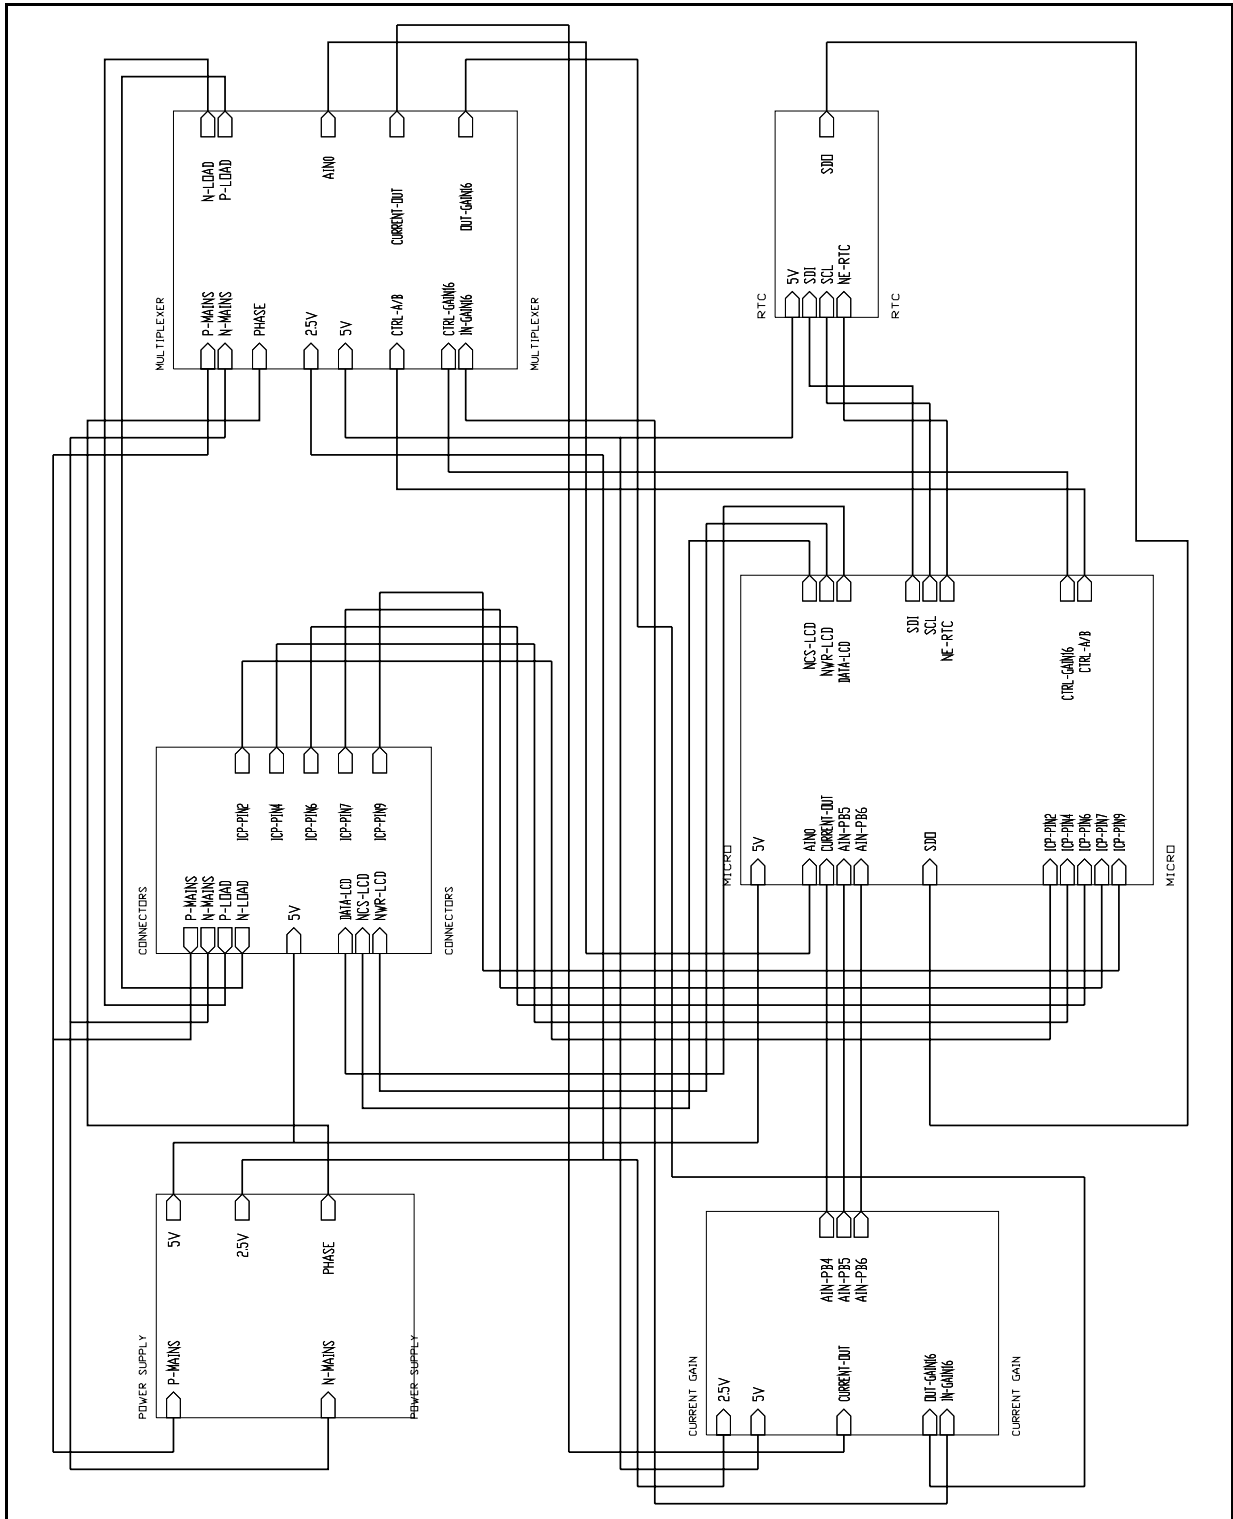 MULTIPLEXER
N-LOAD
P-LOAD
AIN0
CURRENT-OUT
OUT-GAIN16
P-MAINS
N-MAINS
PHASE
2.5V
5V
CTRL-A/B
CTRL-GAIN16
IN-GAIN16
MULTIPLEXER
RTC
SDO
5V
SDI
SCL
NE-RTC
RTC
CONNECTORS
ICP-PIN2
ICP-PIN4
ICP-PIN6
ICP-PIN7
ICP-PIN9
P-MAINS
N-MAINS
P-LOAD
N-LOAD
5V
DATA-LCD
NCS-LCD
NWR-LCD
CONNECTORS
MICRO
NCS-LCD
NWR-LCD
DATA-LCD
SDI
SCL
NE-RTC
CTRL-GAIN16
CTRL-A/B
5V
AIN0
CURRENT-OUT
AIN-PB5
AIN-PB6
SDO
ICP-PIN2
ICP-PIN4
ICP-PIN6
ICP-PIN7
ICP-PIN9
MICRO
POWER SUPPLY
5V
2.5V
PHASE
P-MAINS
N-MAINS
POWER SUPPLY
CURRENT GAIN
AIN-PB4
AIN-PB5
AIN-PB6
2.5V
5V
CURRENT-OUT
OUT-GAIN16
IN-GAIN16
CURRENT GAIN